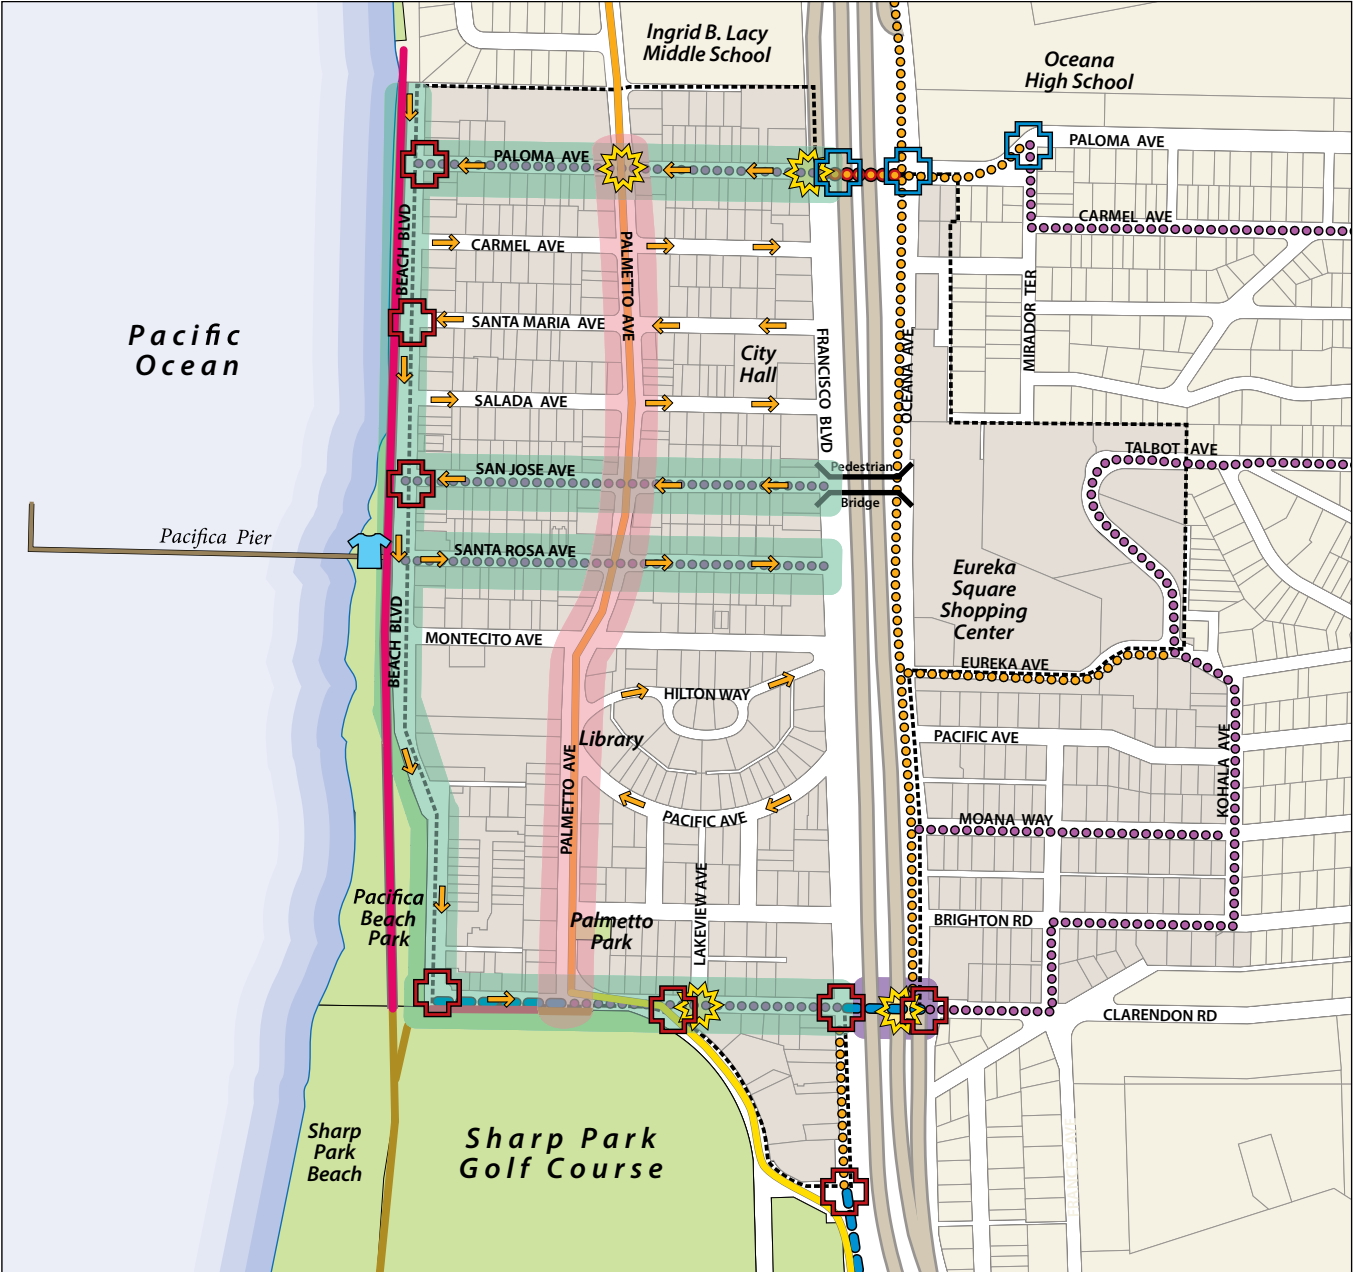 Ingrid B. Lacy
Middle School
Oceana
High School
PALOMA AVE
PALOMA AVE
CARMEL AVE
BEACH BLVD
CARMEL AVE
PALMETTO AVE
MIRADOR TER
SANTA MARIA AVE
Pacific
Ocean
City
Hall
FRANCISCO BLVD
OCEANA AVE
SALADA AVE
TALBOT AVE
SAN JOSE AVE
Pedestrian
Bridge
Pacifica Pier
SANTA ROSA AVE
Eureka
Square
Shopping
Center
BEACH BLVD
MONTECITO AVE
EUREKA AVE
HILTON WAY
Library
PACIFIC AVE
PALMETTO AVE
KOHALA AVE
PACIFIC AVE
MOANA WAY
Pacifica
Beach
Park
LAKEVIEW AVE
Palmetto
Park
BRIGHTON RD
CLARENDON RD
Sharp
Park
Beach
Sharp Park
Golf Course
FRANCES AVE